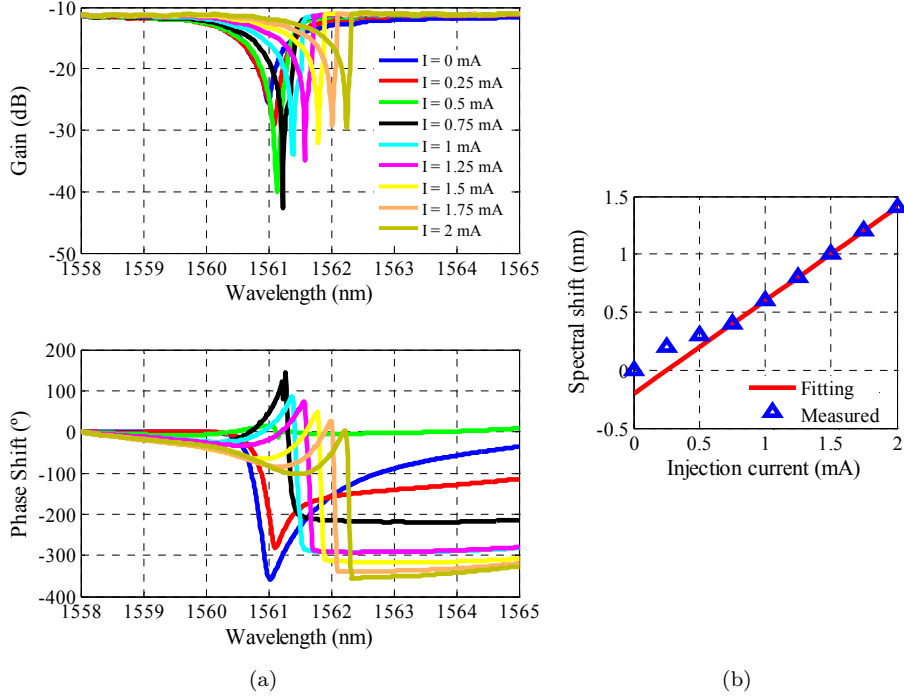 -10
-20
-30
-40
-50
Gain (dB)
I = 0 mA
I = 0.25 mA
I = 0.5 mA
I = 0.75 mA
I = 1 mA
I = 1.25 mA
I = 1.5 mA
I = 1.75 mA
I = 2 mA
1558 1559 1560 1561 1562 1563 1564 1565
Wavelength (nm)
200
100
0
-100
-200
-300
-400
Phase Shift (º)
1558 1559 1560 1561 1562 1563 1564 1565
Wavelength (nm)
(a)
1.5
1
0.5
0
-0.5
Spectral shift (nm)
Fitting
Measured
0 0.5 1 1.5 2
Injection current (mA)
(b)